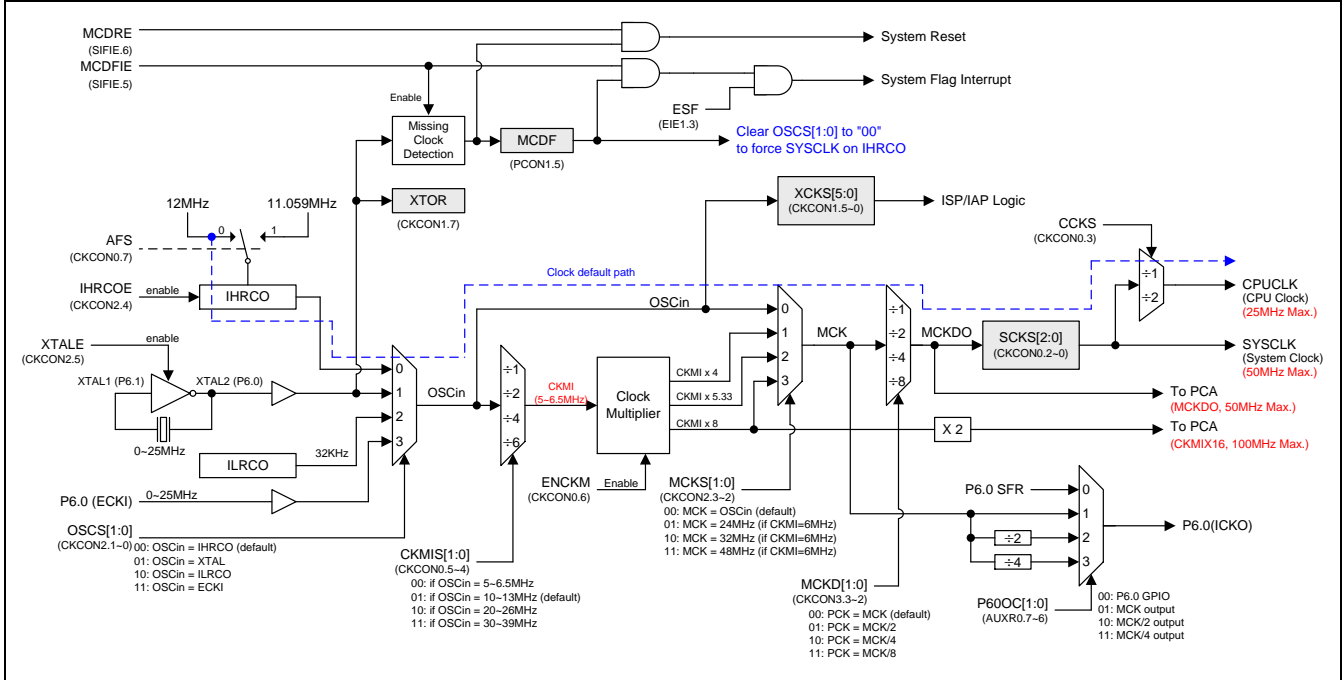 MCDRE
(SIFIE.6)
System Reset
MCDFIE
(SIFIE.5)
System Flag Interrupt
Enable
ESF
(EIE1.3)
Missing
Clock
Detection
MCDF
(PCON1.5)
Clear OSCS[1:0] to "00"
to force SYSCLK on IHRCO
XTOR
(CKCON1.7)
XCKS[5:0]
(CKCON1.5~0)
ISP/IAP Logic
12MHz
11.059MHz
0
1
AFS
(CKCON0.7)
CCKS
(CKCON0.3)
IHRCOE
(CKCON2.4)
enable
IHRCO
Clock default path
OSCin
÷1
÷2
CPUCLK
(CPU Clock)
(25MHz Max.)
XTALE
(CKCON2.5)
enable
XTAL1 (P6.1)
XTAL2 (P6.0)
0~25MHz
0
1
2
3
OSCin
÷1
÷2
÷4
÷6
CKMI
(5~6.5MHz)
Clock
Multiplier
CKMI x 4
CKMI x 5.33
CKMI x 8
0
1
2
3
MCK
÷1
÷2
÷4
÷8
MCKDO
SCKS[2:0]
(CKCON0.2~0)
SYSCLK
(System Clock)
(50MHz Max.)
To PCA
(MCKDO, 50MHz Max.)
X 2
To PCA
(CKMIX16, 100MHz Max.)
ILRCO
32KHz
P6.0 (ECKI)
0~25MHz
ENCKM
(CKCON0.6)
Enable
OSCS[1:0]
(CKCON2.1~0)
00: OSCin = IHRCO (default)
01: OSCin = XTAL
10: OSCin = ILRCO
11: OSCin = ECKI
CKMIS[1:0]
(CKCON0.5~4)
00: if OSCin = 5~6.5MHz
01: if OSCin = 10~13MHz (default)
10: if OSCin = 20~26MHz
11: if OSCin = 30~39MHz
MCKS[1:0]
(CKCON2.3~2)
00: MCK = OSCin (default)
01: MCK = 24MHz (if CKMI=6MHz)
10: MCK = 32MHz (if CKMI=6MHz)
11: MCK = 48MHz (if CKMI=6MHz)
MCKD[1:0]
(CKCON3.3~2)
00: PCK = MCK (default)
01: PCK = MCK/2
10: PCK = MCK/4
11: PCK = MCK/8
P6.0 SFR
÷2
÷4
0
1
2
3
P6.0(ICKO)
P60OC[1:0]
(AUXR0.7~6)
00: P6.0 GPIO
01: MCK output
10: MCK/2 output
11: MCK/4 output